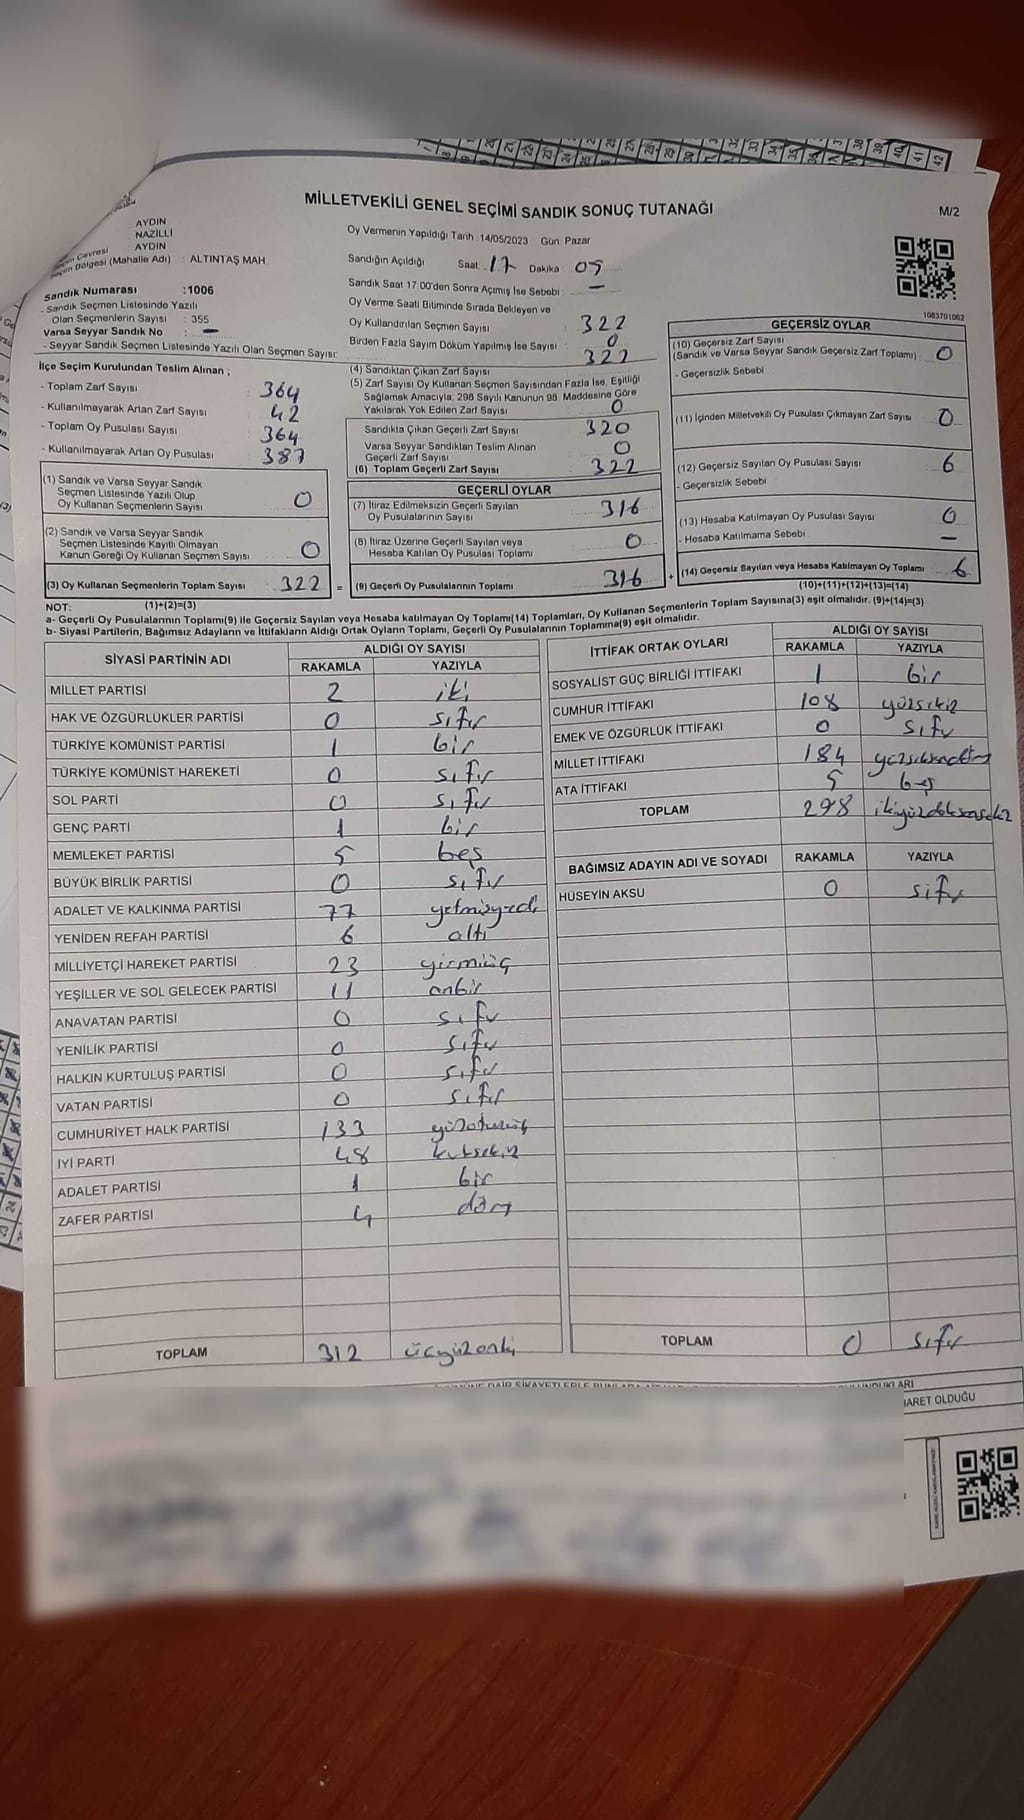 MİLLETVEKİLİ GENEL SEÇİMİ SANDIK SONUÇ TUTANAĞI
M/2
AYDIN
NAZİLLİ
AYDIN
Seçim Bölgesi (Mahalle Adı) : ALTINTAŞ MAH.
Sandık Numarası :1006
- Sandık Seçmen Listesinde Yazılı
Olan Seçmenlerin Sayısı : 355
Varsa Seyyar Sandık No : -
- Seyyar Sandık Seçmen Listesinde Yazılı Olan Seçmen Sayısı:
Oy Vermenin Yapıldığı Tarih :14/05/2023 Gün: Pazar
Sandığın Açıldığı Saat: 17 Dakika: 05
Sandık Saat 17:00'den Sonra Açılmış İse Sebebi : -
Oy Verme Saati Bitiminde Sırada Bekleyen ve
Oy Kullandırılan Seçmen Sayısı 322
Birden Fazla Sayım Döküm Yapılmış İse Sayısı 0
1083701062
İlçe Seçim Kurulundan Teslim Alınan ;
- Toplam Zarf Sayısı : 364
- Kullanılmayarak Artan Zarf Sayısı : 42
- Toplam Oy Pusulası Sayısı : 364
- Kullanılmayarak Artan Oy Pusulası : 387
(1) Sandık ve Varsa Seyyar Sandık
Seçmen Listesinde Yazılı Olup
Oy Kullanan Seçmenlerin Sayısı 0
(2) Sandık ve Varsa Seyyar Sandık
Seçmen Listesinde Kayıtlı Olmayan
Kanun Gereği Oy Kullanan Seçmen Sayısı 0
(3) Oy Kullanan Seçmenlerin Toplam Sayısı 322 =
(4) Sandıktan Çıkan Zarf Sayısı 322
(5) Zarf Sayısı Oy Kullanan Seçmen Sayısından Fazla İse, Eşitliği
Sağlamak Amacıyla, 298 Sayılı Kanunun 98. Maddesine Göre
Yakılarak Yok Edilen Zarf Sayısı 0
Sandıkta Çıkan Geçerli Zarf Sayısı 320
Varsa Seyyar Sandıktan Teslim Alınan
Geçerli Zarf Sayısı 0
(6) Toplam Geçerli Zarf Sayısı 322
GEÇERLİ OYLAR
(7) İtiraz Edilmeksizin Geçerli Sayılan
Oy Pusulalarının Sayısı 316
(8) İtiraz Üzerine Geçerli Sayılan veya
Hesaba Katılan Oy Pusulası Toplamı 0
(9) Geçerli Oy Pusulalarının Toplamı 316 +
GEÇERSİZ OYLAR
(10) Geçersiz Zarf Sayısı
(Sandık ve Varsa Seyyar Sandık Geçersiz Zarf Toplamı) 0
- Geçersizlik Sebebi
(11) İçinden Milletvekili Oy Pusulası Çıkmayan Zarf Sayısı 0
(12) Geçersiz Sayılan Oy Pusulası Sayısı 6
- Geçersizlik Sebebi
(13) Hesaba Katılmayan Oy Pusulası Sayısı 0
- Hesaba Katılmama Sebebi -
(14) Geçersiz Sayılan veya Hesaba Katılmayan Oy Toplamı 6
(10)+(11)+(12)+(13)=(14)
NOT: (1)+(2)=(3)
a- Geçerli Oy Pusulalarının Toplamı(9) ile Geçersiz Sayılan veya Hesaba katılmayan Oy Toplamı(14) Toplamları, Oy Kullanan Seçmenlerin Toplam Sayısına(3) eşit olmalıdır. (9)+(14)=(3)
b- Siyasi Partilerin, Bağımsız Adayların ve İttifakların Aldığı Ortak Oyların Toplamı, Geçerli Oy Pusulalarının Toplamına(9) eşit olmalıdır.
SİYASİ PARTİNİN ADI ALDIĞI OY SAYISI
RAKAMLA YAZIYLA
MİLLET PARTİSİ 2 iki
HAK VE ÖZGÜRLÜKLER PARTİSİ 0 sıfır
TÜRKİYE KOMÜNİST PARTİSİ 1 bir
TÜRKİYE KOMÜNİST HAREKETİ 0 sıfır
SOL PARTİ 0 sıfır
GENÇ PARTİ 1 bir
MEMLEKET PARTİSİ 5 beş
BÜYÜK BİRLİK PARTİSİ 0 sıfır
ADALET VE KALKINMA PARTİSİ 77 yetmişyedi
YENİDEN REFAH PARTİSİ 6 altı
MİLLİYETÇİ HAREKET PARTİSİ 23 yirmiüç
YEŞİLLER VE SOL GELECEK PARTİSİ 11 onbir
ANAVATAN PARTİSİ 0 sıfır
YENİLİK PARTİSİ 0 sıfır
HALKIN KURTULUŞ PARTİSİ 0 sıfır
VATAN PARTİSİ 0 sıfır
CUMHURİYET HALK PARTİSİ 133 yüzotuzüç
İYİ PARTİ 48 kırksekiz
ADALET PARTİSİ 1 bir
ZAFER PARTİSİ 4 dört
TOPLAM 312 üçyüzoniki
İTTİFAK ORTAK OYLARI ALDIĞI OY SAYISI
RAKAMLA YAZIYLA
SOSYALİST GÜÇ BİRLİĞİ İTTİFAKI 1 bir
CUMHUR İTTİFAKI 108 yüzsekiz
EMEK VE ÖZGÜRLÜK İTTİFAKI 0 sıfır
MİLLET İTTİFAKI 184 yüzseksendört
ATA İTTİFAKI 5 beş
TOPLAM 298 ikiyüzdoksansekiz
BAĞIMSIZ ADAYIN ADI VE SOYADI RAKAMLA YAZIYLA
HÜSEYİN AKSU 0 sıfır
TOPLAM 0 sıfır